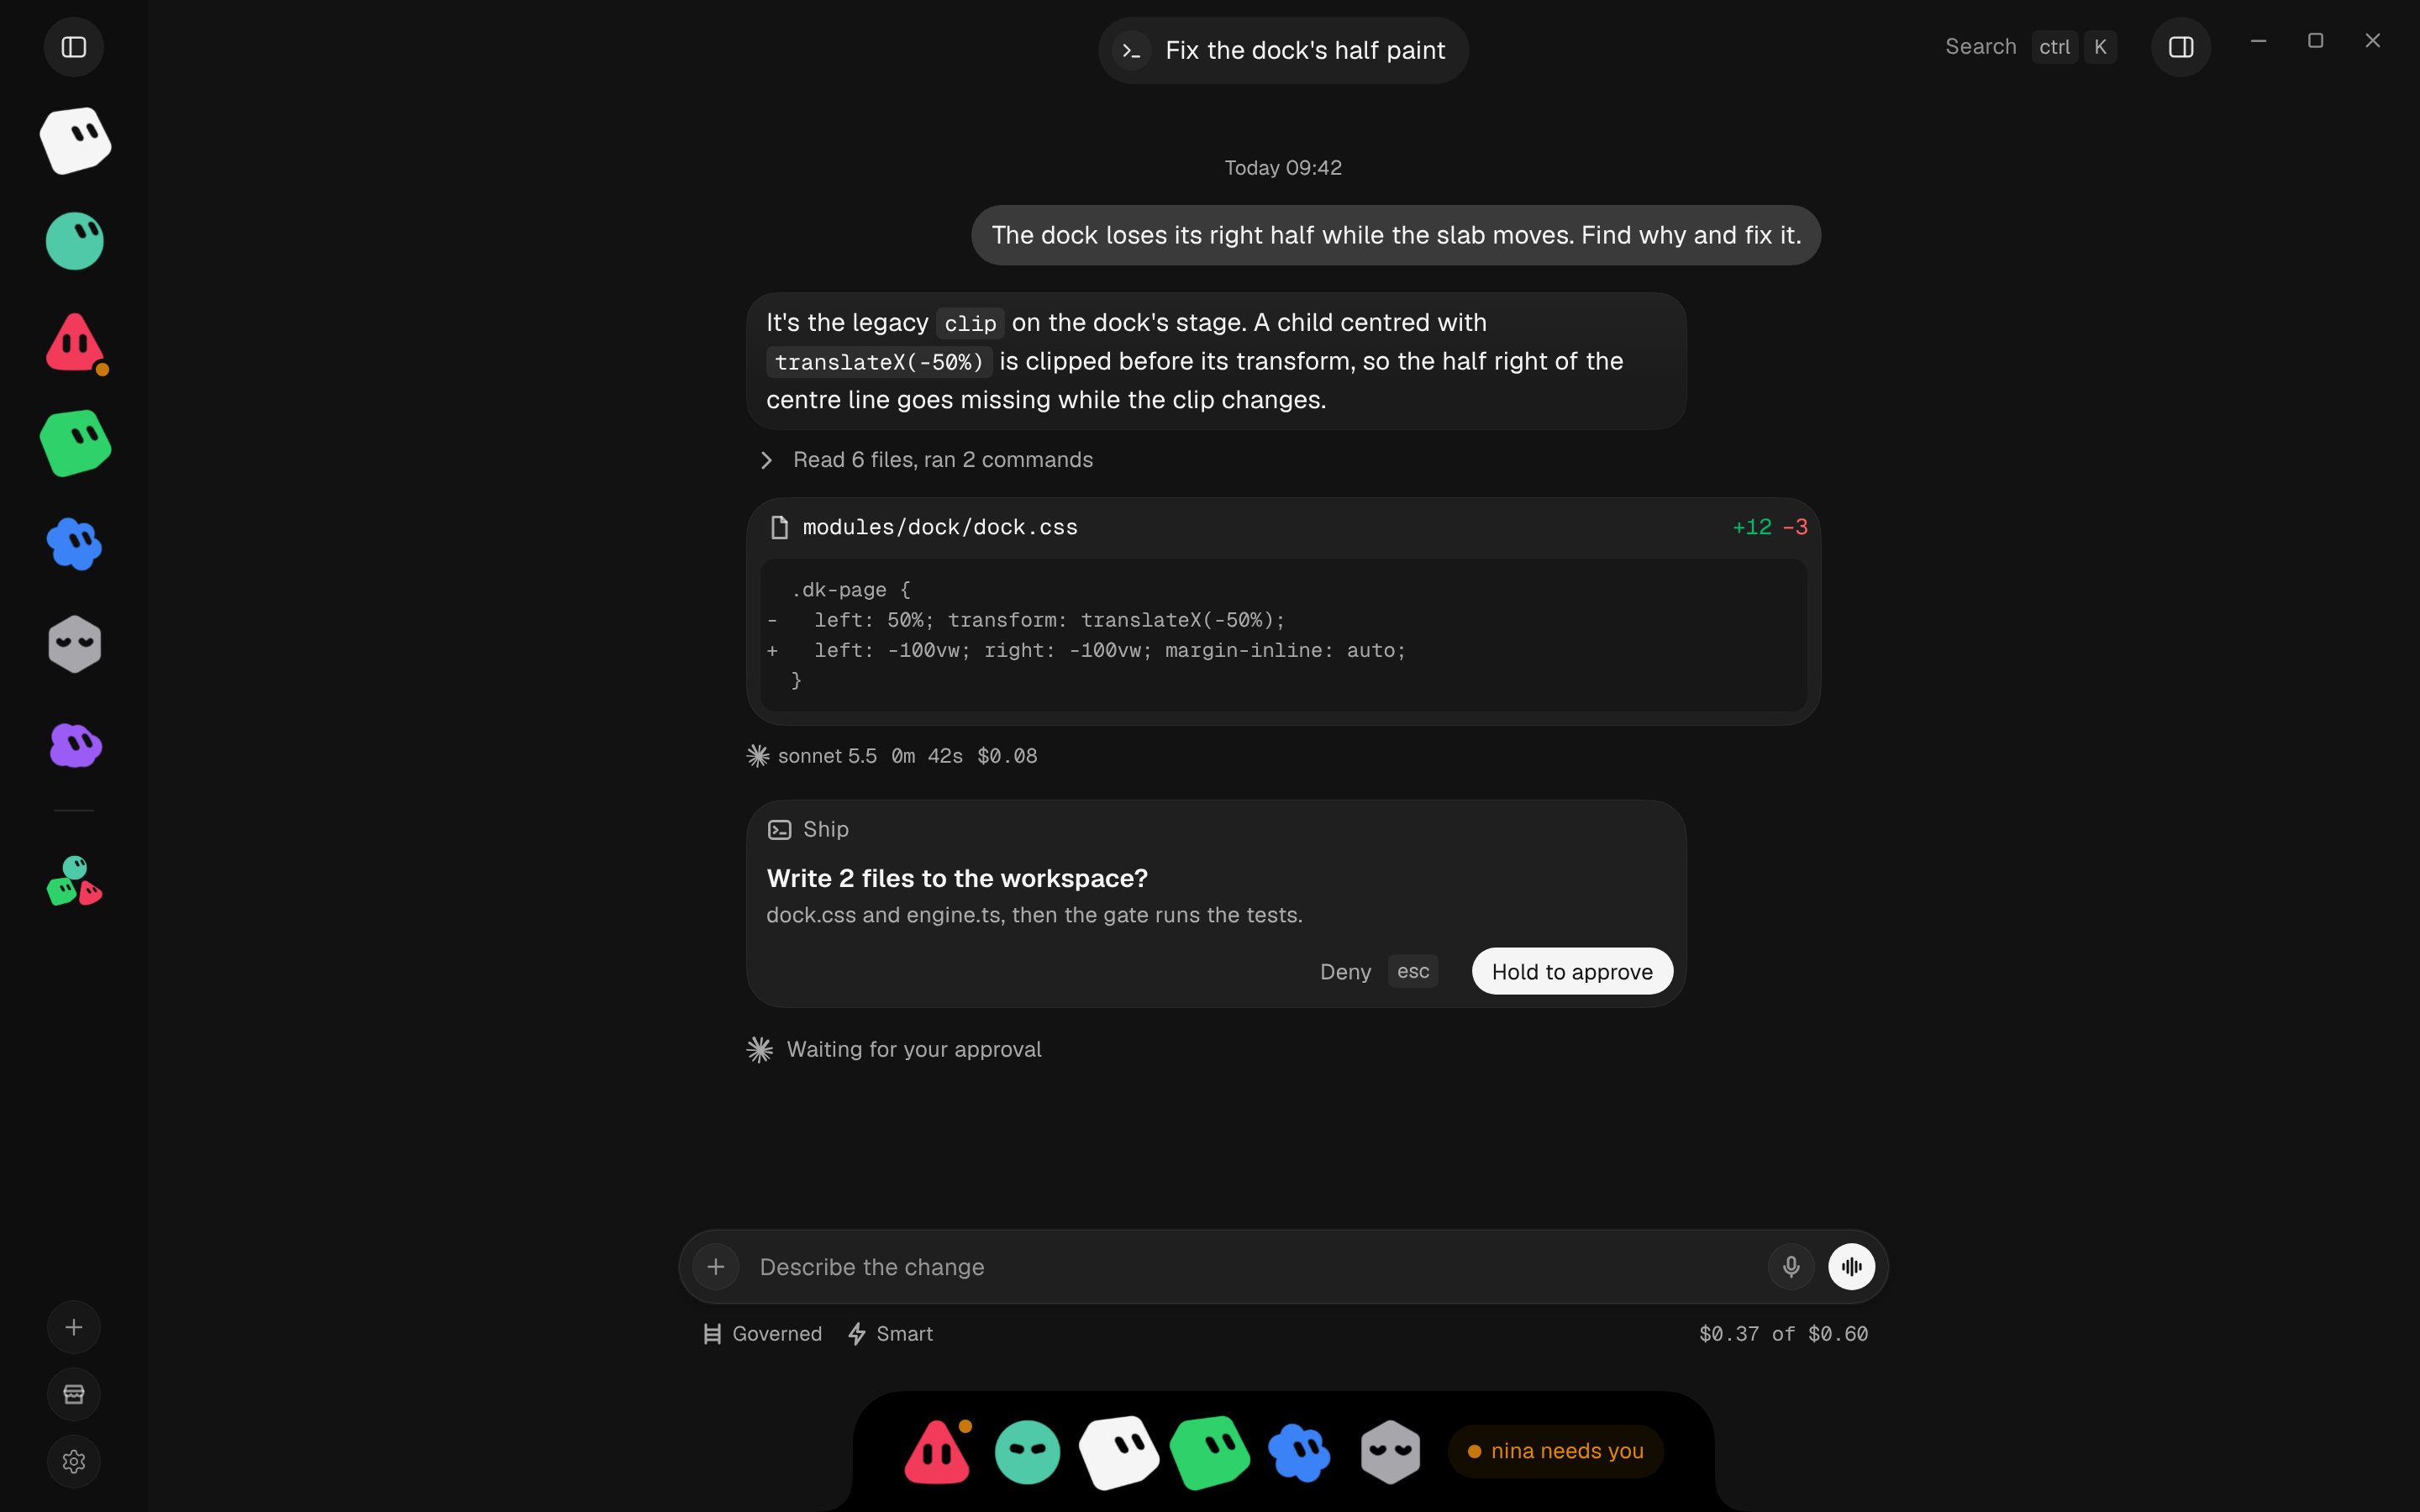 Fix the dock's half paint
Search ctrl K
Today 09:42
The dock loses its right half while the slab moves. Find why and fix it.
It's the legacy clip on the dock's stage. A child centred with
translateX(-50%) is clipped before its transform, so the half right of the
centre line goes missing while the clip changes.
Read 6 files, ran 2 commands
modules/dock/dock.css +12 −3
.dk-page {
-   left: 50%; transform: translateX(-50%);
+   left: -100vw; right: -100vw; margin-inline: auto;
}
sonnet 5.5 0m 42s $0.08
Ship
Write 2 files to the workspace?
dock.css and engine.ts, then the gate runs the tests.
Deny esc Hold to approve
Waiting for your approval
Describe the change
Governed Smart $0.37 of $0.60
nina needs you